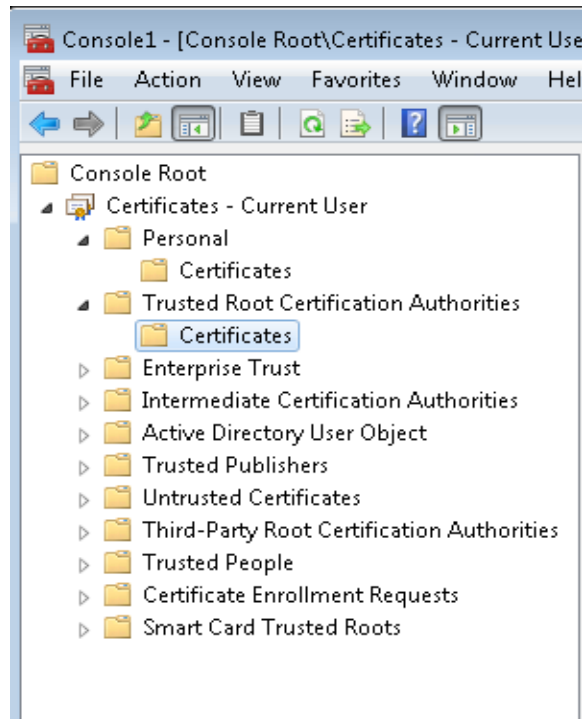 Console1 - [Console Root\Certificates - Current Use
File Action View Favorites Window Hel
Console Root
Certificates - Current User
Personal
Certificates
Trusted Root Certification Authorities
Certificates
Enterprise Trust
Intermediate Certification Authorities
Active Directory User Object
Trusted Publishers
Untrusted Certificates
Third-Party Root Certification Authorities
Trusted People
Certificate Enrollment Requests
Smart Card Trusted Roots